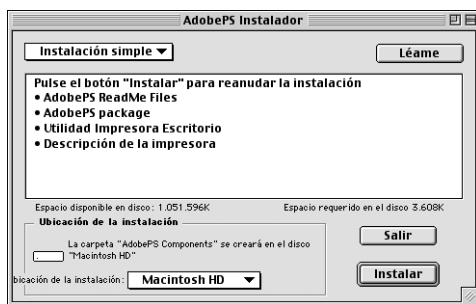 AdobePS Instalador
Instalación simple
Léame
Pulse el botón "Instalar" para reanudar la instalación
• AdobePS ReadMe Files
• AdobePS package
• Utilidad Impresora Escritorio
• Descripción de la impresora
Espacio disponible en disco: 1.051.596K Espacio requerido en el disco 3.608K
Ubicación de la instalación
La carpeta "AdobePS Components" se creará en el disco
"Macintosh HD"
Salir
bicación de la instalación: Macintosh HD
Instalar